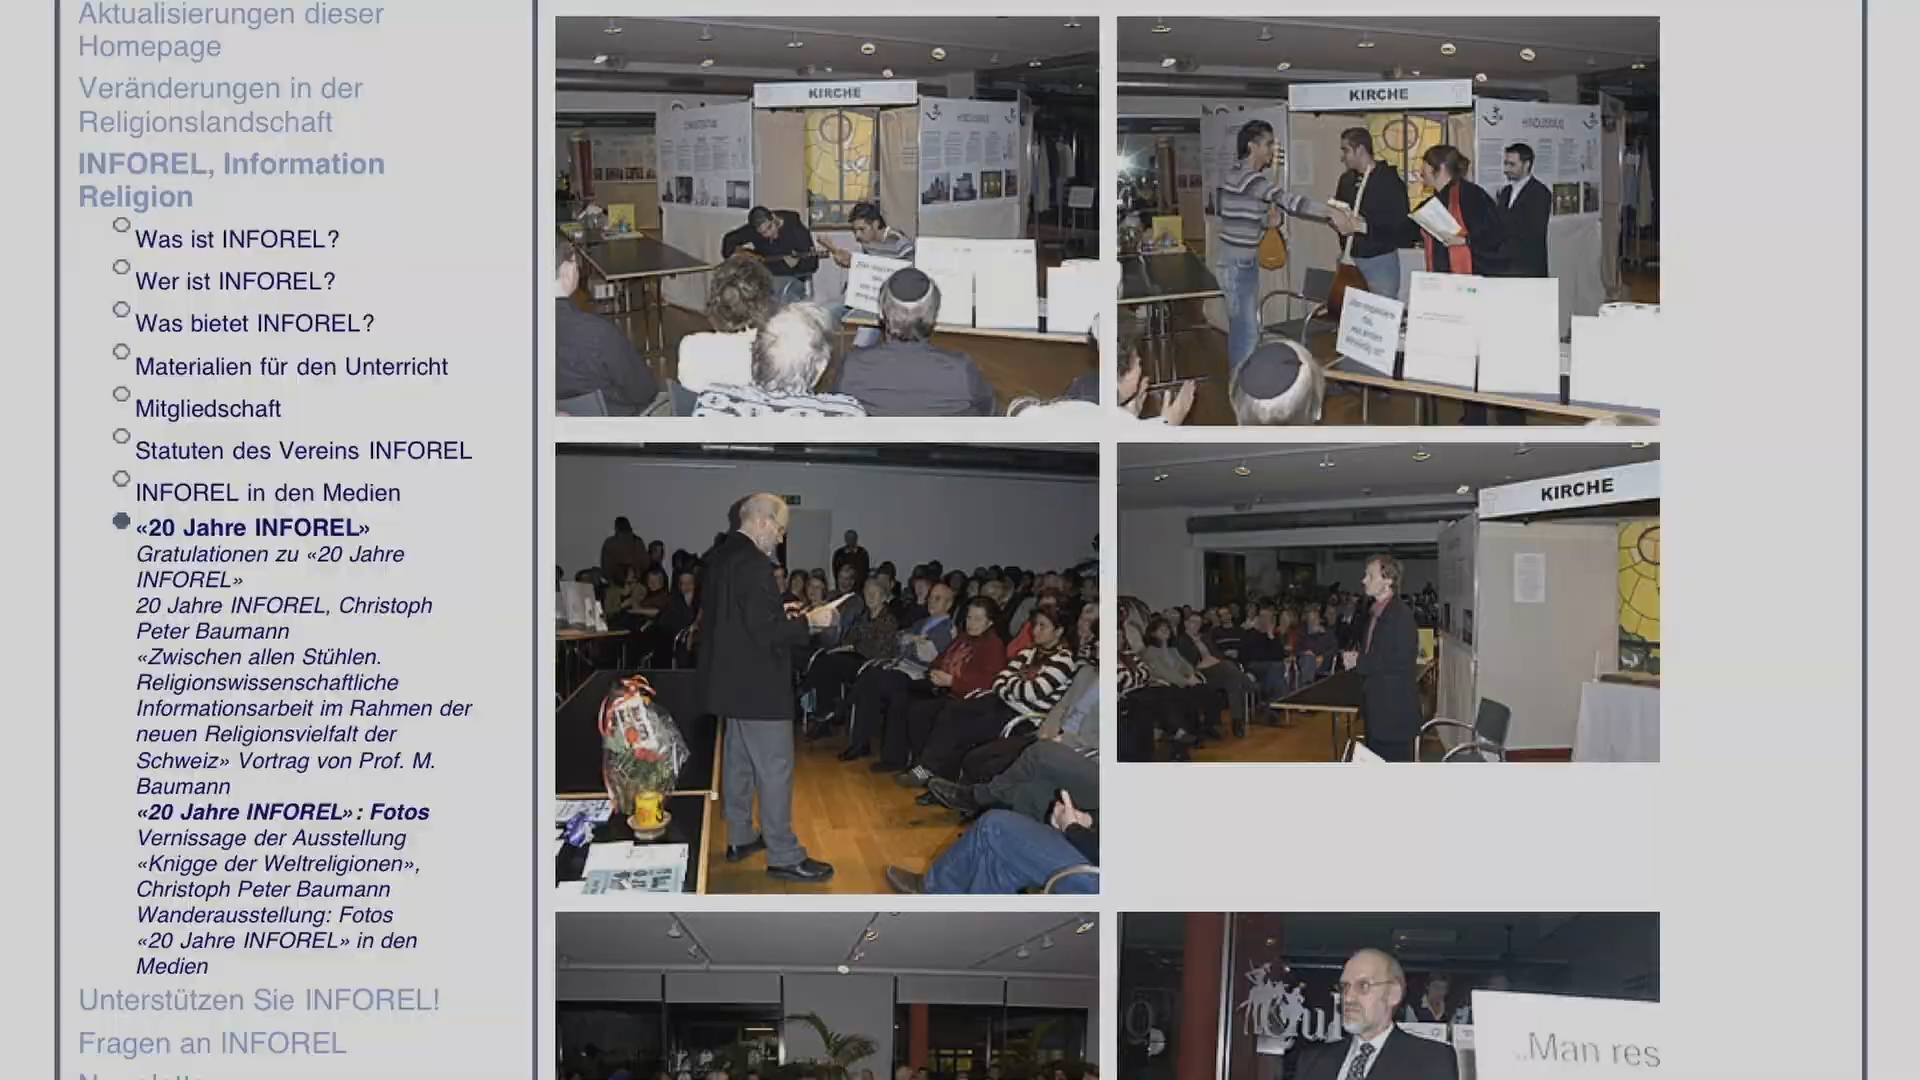 Aktualisierungen dieser
Homepage
Veränderungen in der
Religionslandschaft
INFOREL, Information
Religion
Was ist INFOREL?
Wer ist INFOREL?
Was bietet INFOREL?
Materialien für den Unterricht
Mitgliedschaft
Statuten des Vereins INFOREL
INFOREL in den Medien
«20 Jahre INFOREL»
Gratulationen zu «20 Jahre
INFOREL»
20 Jahre INFOREL, Christoph
Peter Baumann
«Zwischen allen Stühlen.
Religionswissenschaftliche
Informationsarbeit im Rahmen der
neuen Religionsvielfalt der
Schweiz» Vortrag von Prof. M.
Baumann
«20 Jahre INFOREL»: Fotos
Vernissage der Ausstellung
«Knigge der Weltreligionen»,
Christoph Peter Baumann
Wanderausstellung: Fotos
«20 Jahre INFOREL» in den
Medien
Unterstützen Sie INFOREL!
Fragen an INFOREL
KIRCHE
KIRCHE
KIRCHE
„Man res